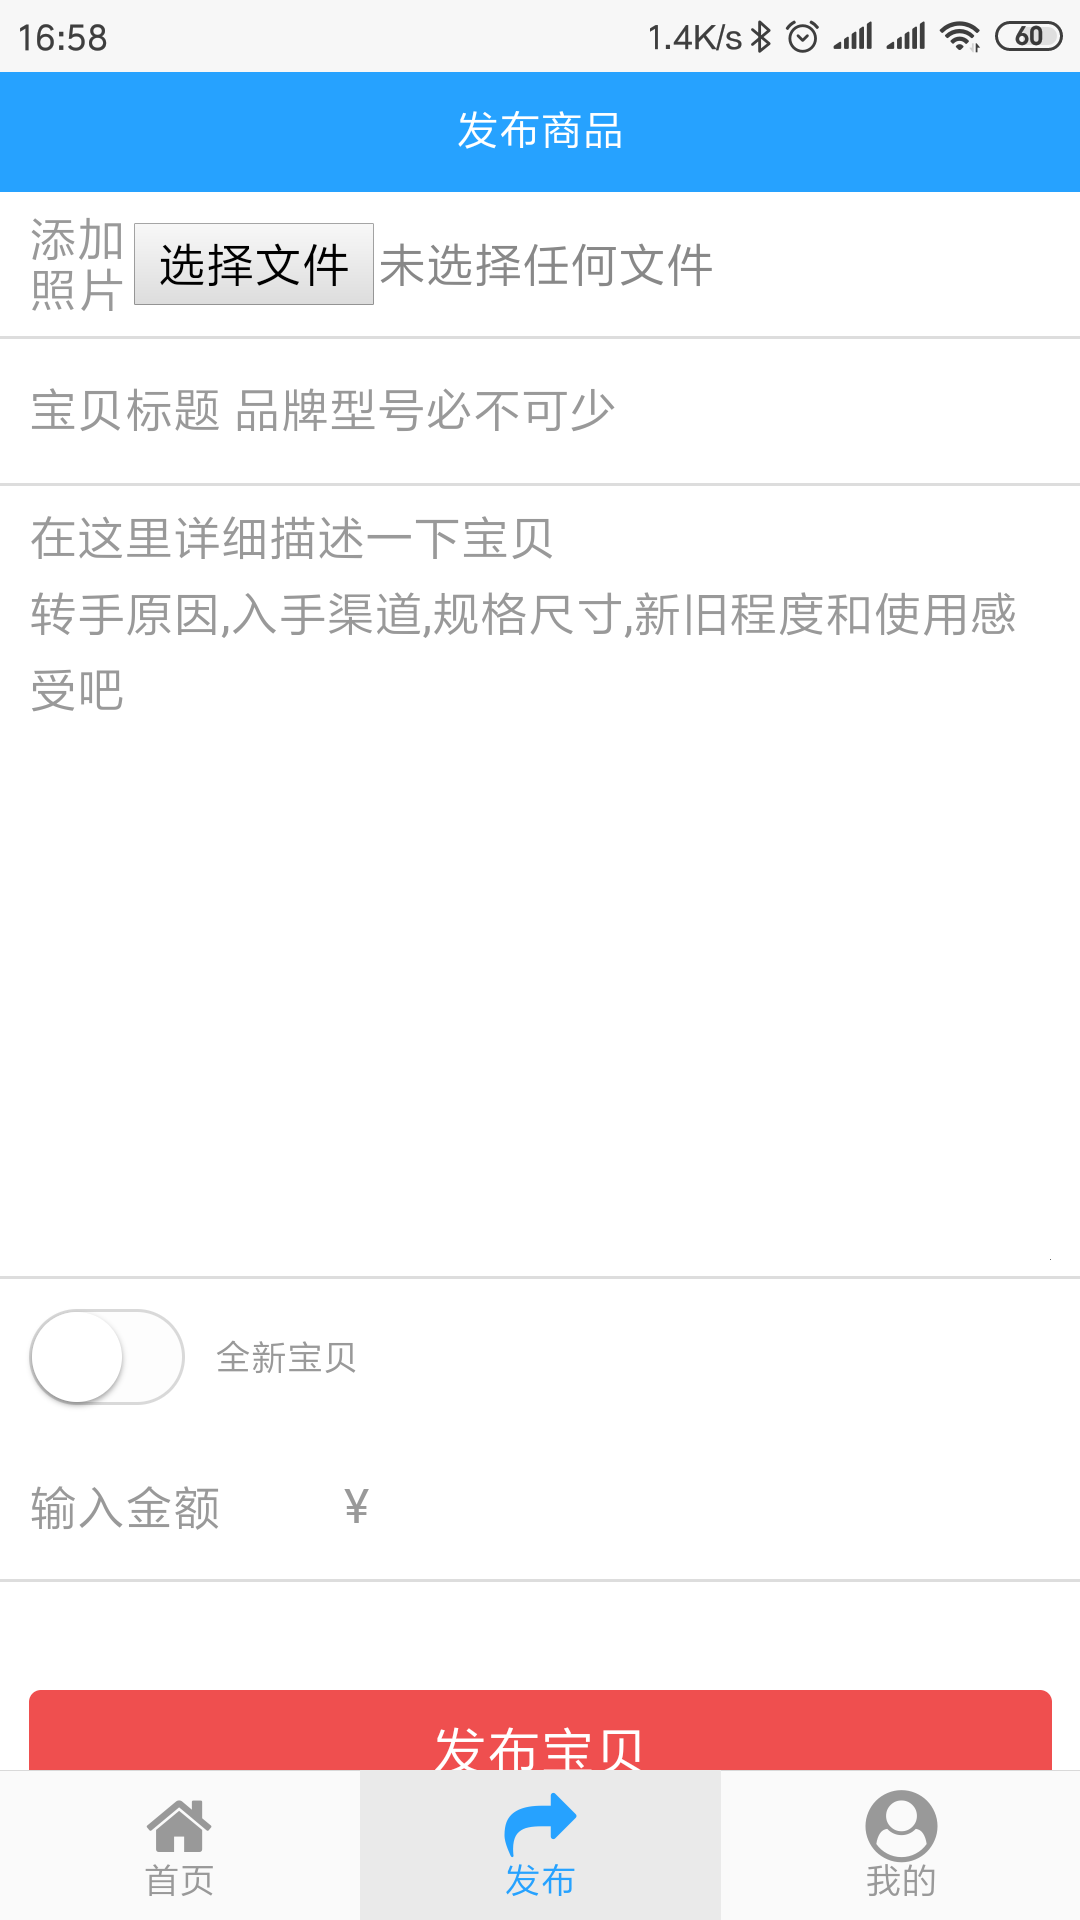 16:58 1.4K/s 60
发布商品
添加
照片 选择文件 未选择任何文件
宝贝标题 品牌型号必不可少
在这里详细描述一下宝贝
转手原因,入手渠道,规格尺寸,新旧程度和使用感
受吧
全新宝贝
输入金额 ¥
发布宝贝
首页 发布 我的